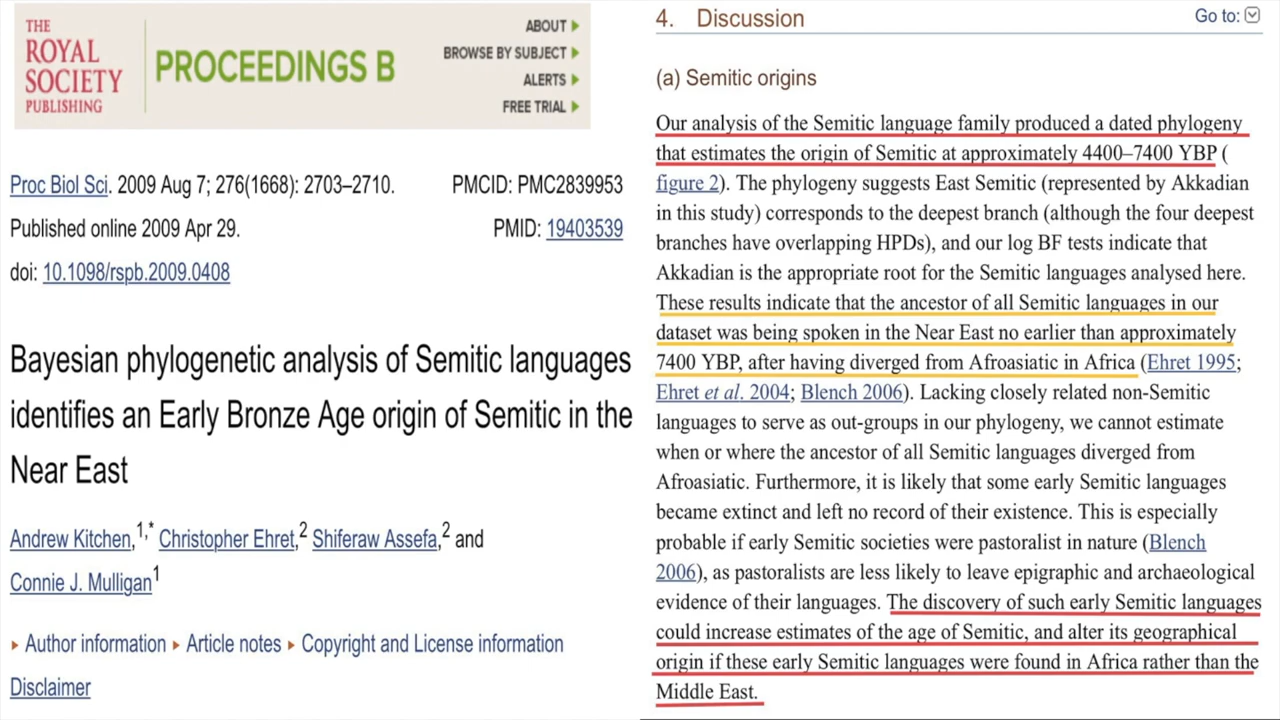 THE
ROYAL
SOCIETY
PUBLISHING
PROCEEDINGS B
ABOUT
BROWSE BY SUBJECT
ALERTS
FREE TRIAL
Proc Biol Sci. 2009 Aug 7; 276(1668): 2703–2710.
PMCID: PMC2839953
Published online 2009 Apr 29.
PMID: 19403539
doi: 10.1098/rspb.2009.0408
Bayesian phylogenetic analysis of Semitic languages
identifies an Early Bronze Age origin of Semitic in the
Near East
Andrew Kitchen,1,* Christopher Ehret,2 Shiferaw Assefa,2 and
Connie J. Mulligan1
Author information Article notes Copyright and License information
Disclaimer
4. Discussion
Go to:
(a) Semitic origins
Our analysis of the Semitic language family produced a dated phylogeny
that estimates the origin of Semitic at approximately 4400–7400 YBP (
figure 2). The phylogeny suggests East Semitic (represented by Akkadian
in this study) corresponds to the deepest branch (although the four deepest
branches have overlapping HPDs), and our log BF tests indicate that
Akkadian is the appropriate root for the Semitic languages analysed here.
These results indicate that the ancestor of all Semitic languages in our
dataset was being spoken in the Near East no earlier than approximately
7400 YBP, after having diverged from Afroasiatic in Africa (Ehret 1995;
Ehret et al. 2004; Blench 2006). Lacking closely related non-Semitic
languages to serve as out-groups in our phylogeny, we cannot estimate
when or where the ancestor of all Semitic languages diverged from
Afroasiatic. Furthermore, it is likely that some early Semitic languages
became extinct and left no record of their existence. This is especially
probable if early Semitic societies were pastoralist in nature (Blench
2006), as pastoralists are less likely to leave epigraphic and archaeological
evidence of their languages. The discovery of such early Semitic languages
could increase estimates of the age of Semitic, and alter its geographical
origin if these early Semitic languages were found in Africa rather than the
Middle East.